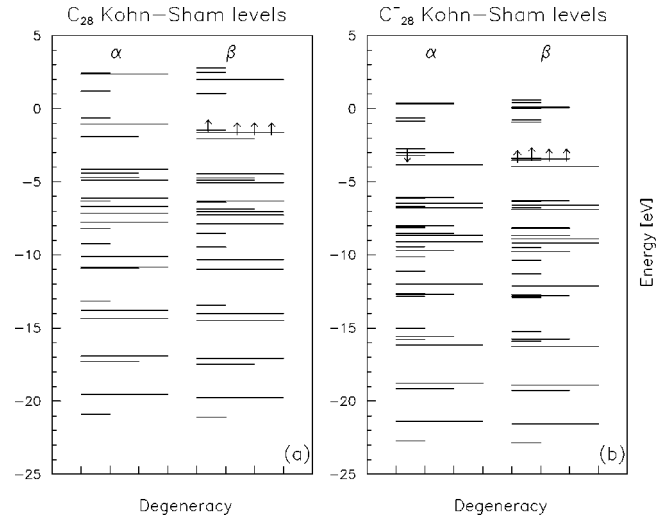 C28 Kohn−Sham levels
α β
5
0
−5
−10
−15
−20
−25
(a)
Degeneracy
C−28 Kohn−Sham levels
α β
5
0
−5
−10
−15
−20
−25
(b)
Degeneracy
Energy [eV]